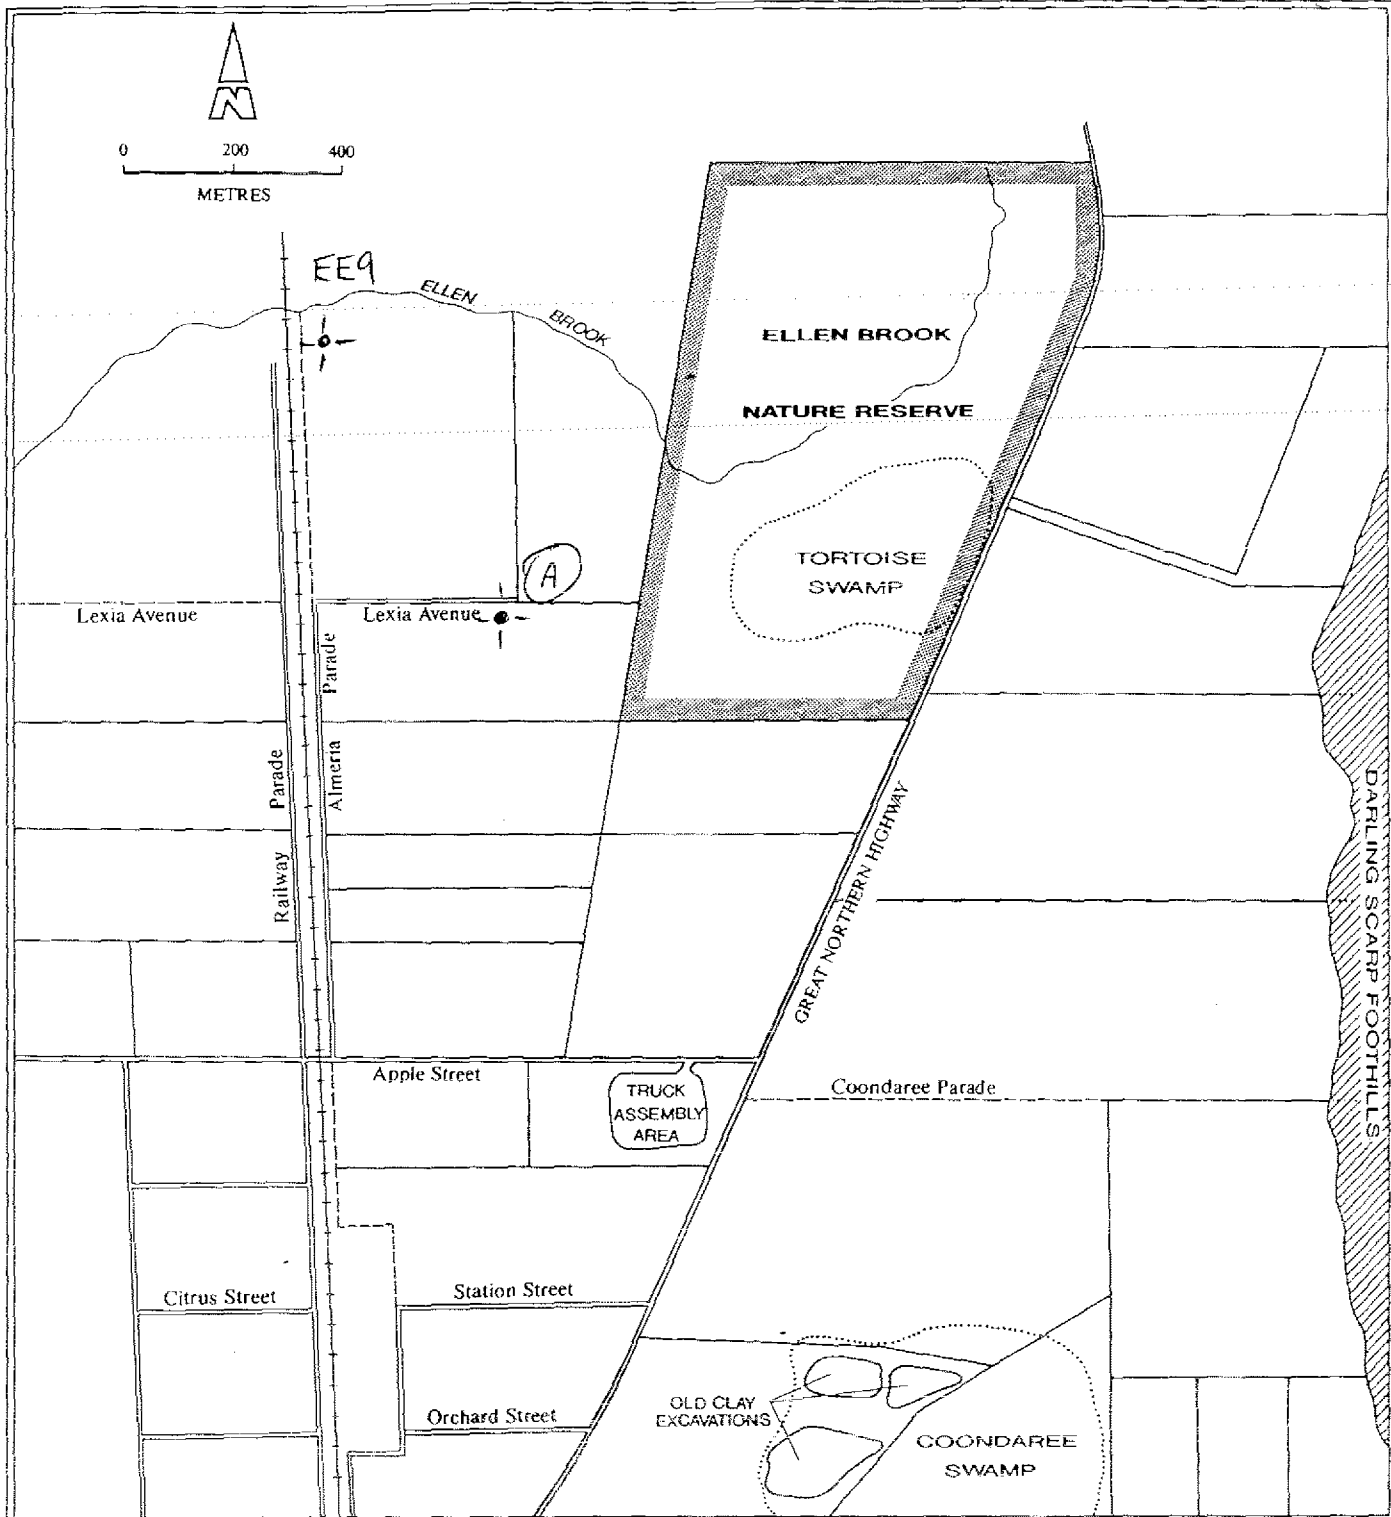 N
0 200 400
METRES
EE9
ELLEN
BROOK
ELLEN BROOK
NATURE RESERVE
TORTOISE
SWAMP
A
Lexia Avenue
Lexia Avenue
Parade
Almeria
Parade
Railway
GREAT NORTHERN HIGHWAY
DARLING SCARP FOOTHILLS
Apple Street
TRUCK
ASSEMBLY
AREA
Coondaree Parade
Citrus Street
Station Street
Orchard Street
OLD CLAY
EXCAVATIONS
COONDAREE
SWAMP